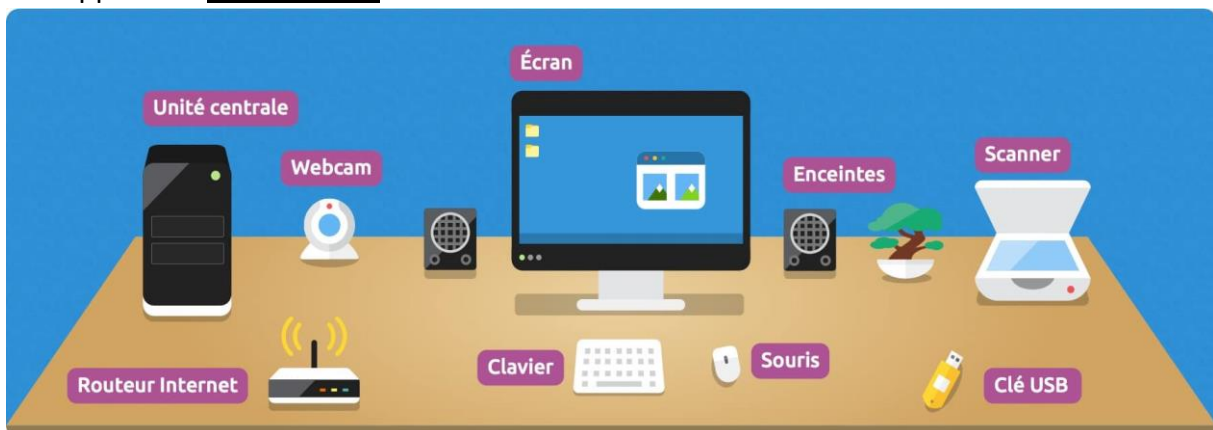 Écran
Unité centrale
Webcam
Enceintes
Scanner
Clavier
Souris
Routeur Internet
Clé USB